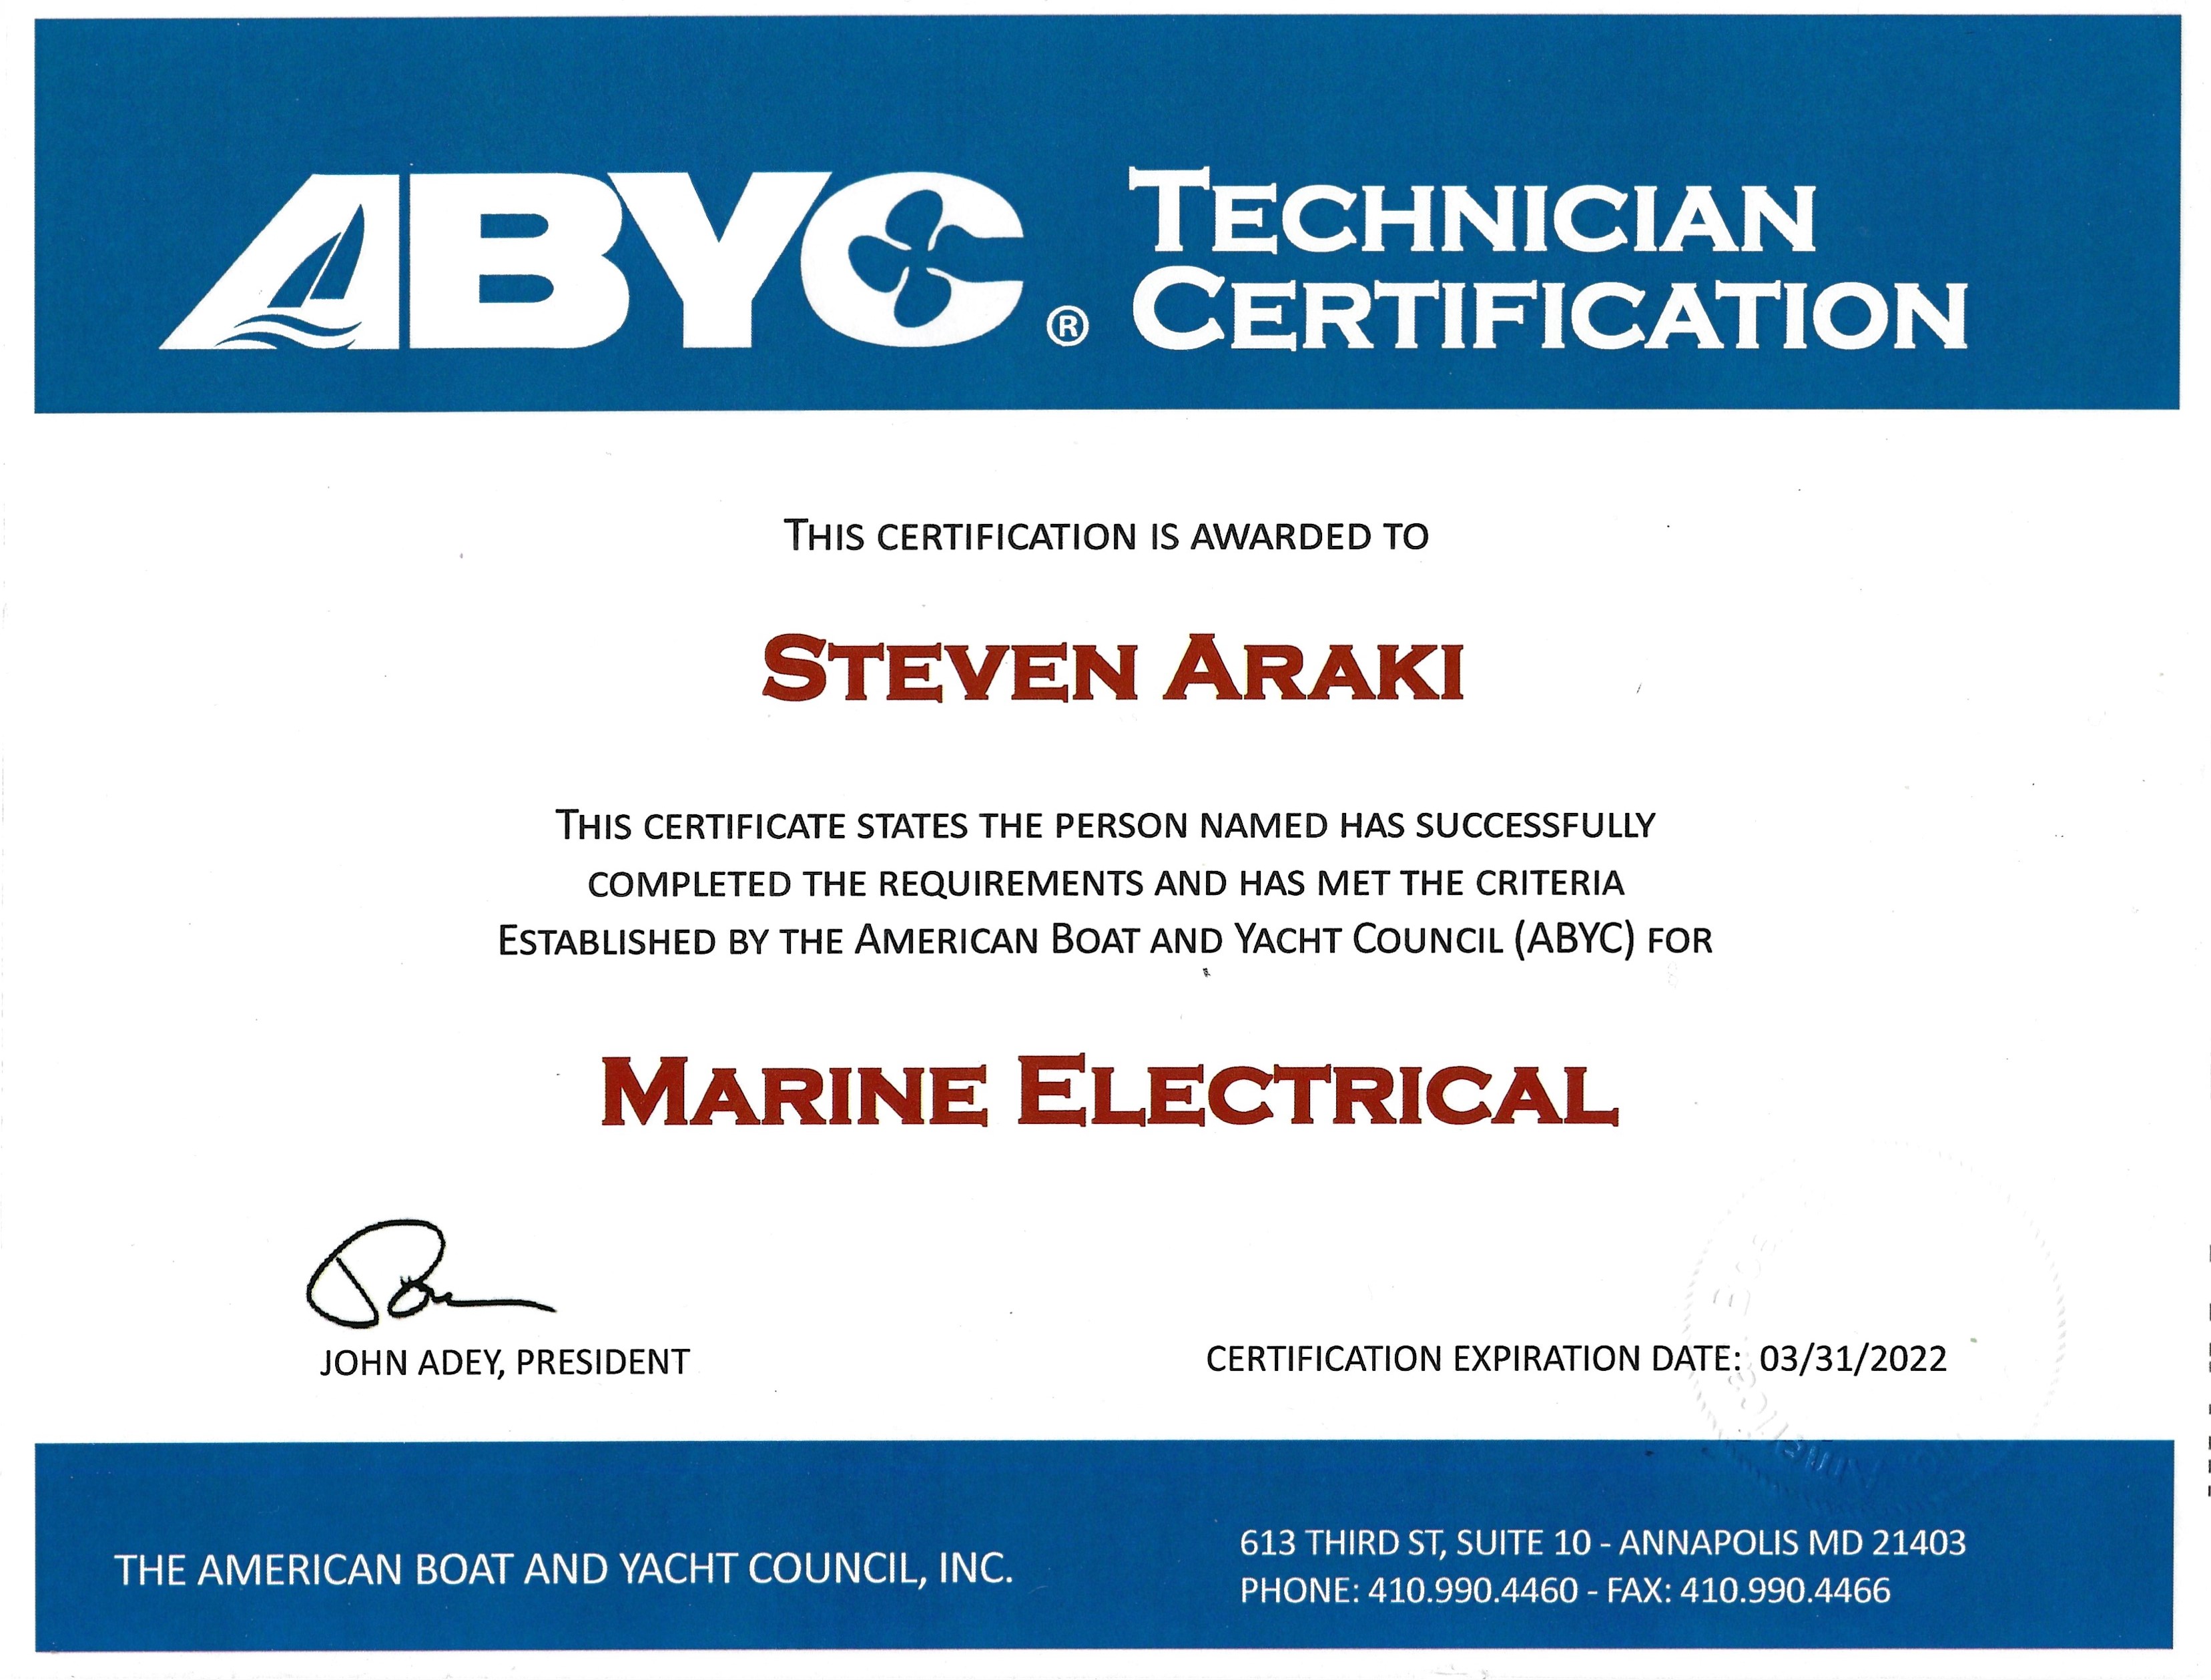 ABYC® TECHNICIAN
CERTIFICATION
THIS CERTIFICATION IS AWARDED TO
STEVEN ARAKI
THIS CERTIFICATE STATES THE PERSON NAMED HAS SUCCESSFULLY
COMPLETED THE REQUIREMENTS AND HAS MET THE CRITERIA
ESTABLISHED BY THE AMERICAN BOAT AND YACHT COUNCIL (ABYC) FOR
MARINE ELECTRICAL
JOHN ADEY, PRESIDENT
CERTIFICATION EXPIRATION DATE: 03/31/2022
THE AMERICAN BOAT AND YACHT COUNCIL, INC.
613 THIRD ST, SUITE 10 - ANNAPOLIS MD 21403
PHONE: 410.990.4460 - FAX: 410.990.4466